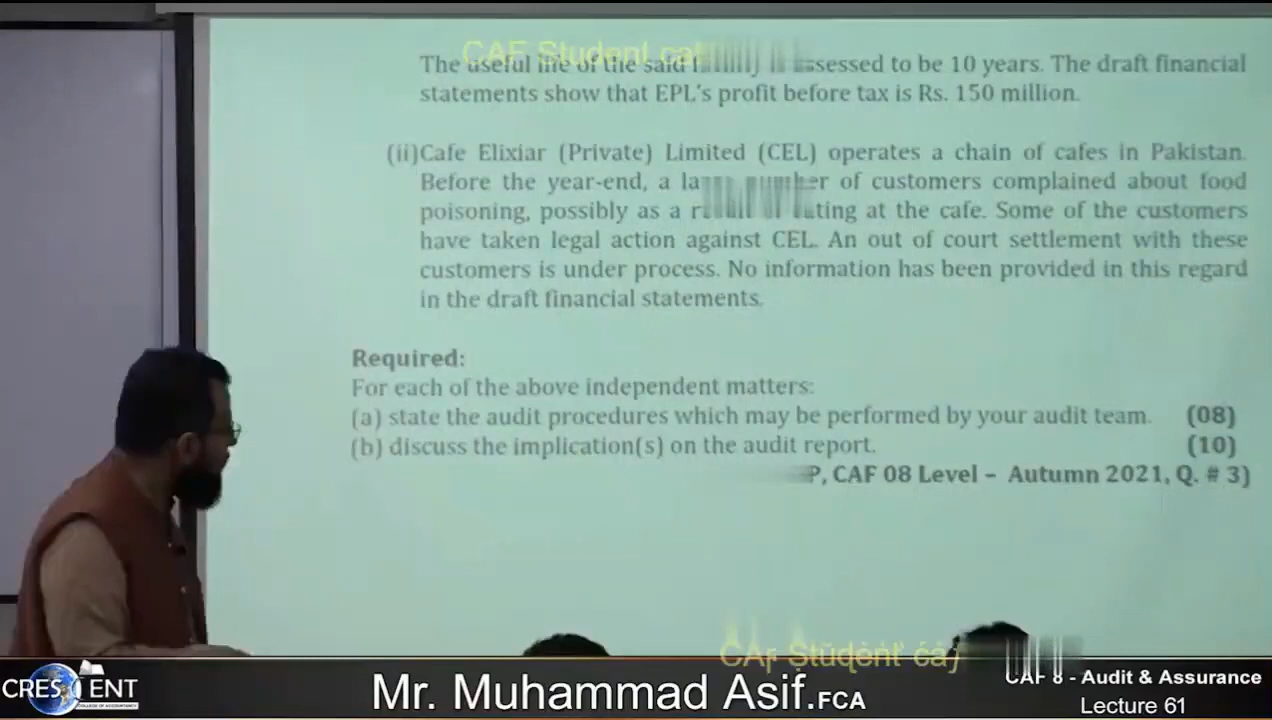 CAF Student caf
The useful life of the said facility is assessed to be 10 years. The draft financial
statements show that EPL's profit before tax is Rs. 150 million.
(ii)Cafe Elixiar (Private) Limited (CEL) operates a chain of cafes in Pakistan.
Before the year-end, a large number of customers complained about food
poisoning, possibly as a result of eating at the cafe. Some of the customers
have taken legal action against CEL. An out of court settlement with these
customers is under process. No information has been provided in this regard
in the draft financial statements.
Required:
For each of the above independent matters:
(a) state the audit procedures which may be performed by your audit team. (08)
(b) discuss the implication(s) on the audit report. (10)
P, CAF 08 Level – Autumn 2021, Q. # 3)
CAF Student caf
CRESCENT
COLLEGE OF ACCOUNTANCY
Mr. Muhammad Asif.FCA
CAF 8 - Audit & Assurance
Lecture 61